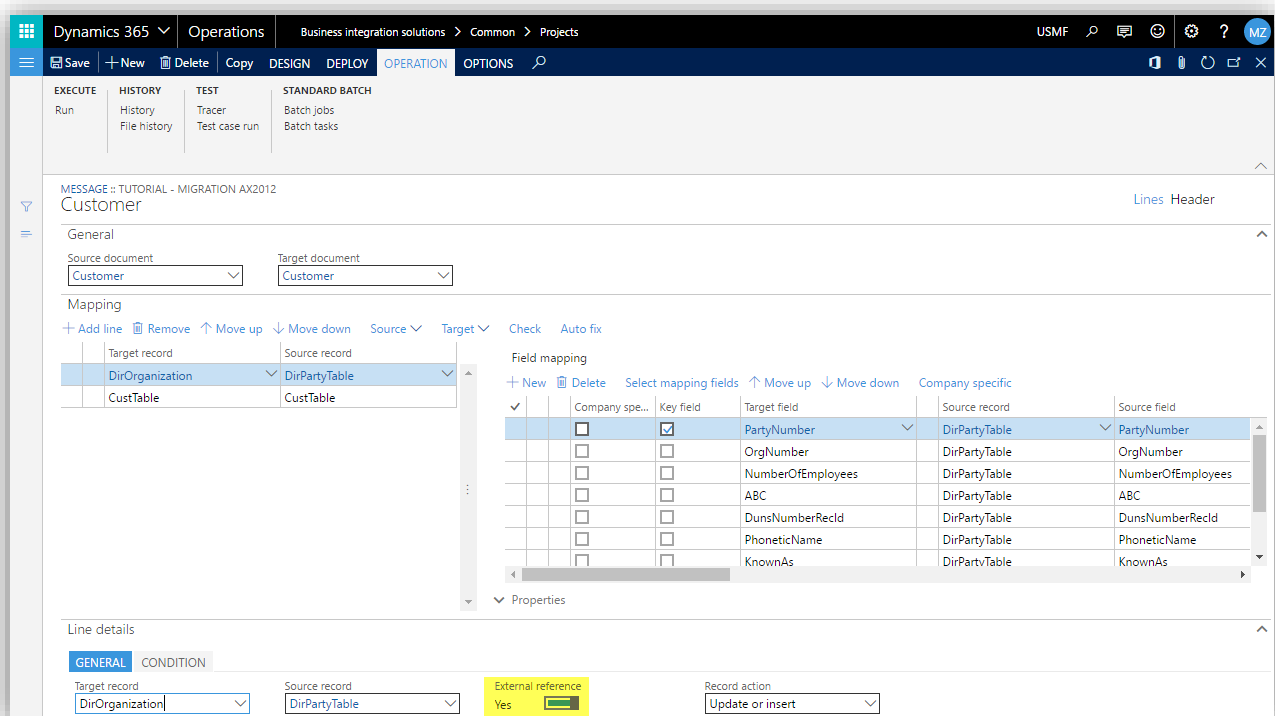 Dynamics 365 Operations Business integration solutions > Common > Projects USMF ? MZ
Save + New Delete Copy DESIGN DEPLOY OPERATION OPTIONS
EXECUTE HISTORY TEST STANDARD BATCH
Run History Tracer Batch jobs
File history Test case run Batch tasks
MESSAGE :: TUTORIAL - MIGRATION AX2012
Customer Lines Header
General
Source document Target document
Customer Customer
Mapping
+ Add line Remove Move up Move down Source Target Check Auto fix
Target record Source record
DirOrganization DirPartyTable
CustTable CustTable
Field mapping
+ New Delete Select mapping fields Move up Move down Company specific
Company spe... Key field Target field Source record Source field
PartyNumber DirPartyTable PartyNumber
OrgNumber DirPartyTable OrgNumber
NumberOfEmployees DirPartyTable NumberOfEmployees
ABC DirPartyTable ABC
DunsNumberRecId DirPartyTable DunsNumberRecId
PhoneticName DirPartyTable PhoneticName
KnownAs DirPartyTable KnownAs
Properties
Line details
GENERAL CONDITION
Target record Source record External reference Record action
DirOrganization DirPartyTable Yes Update or insert